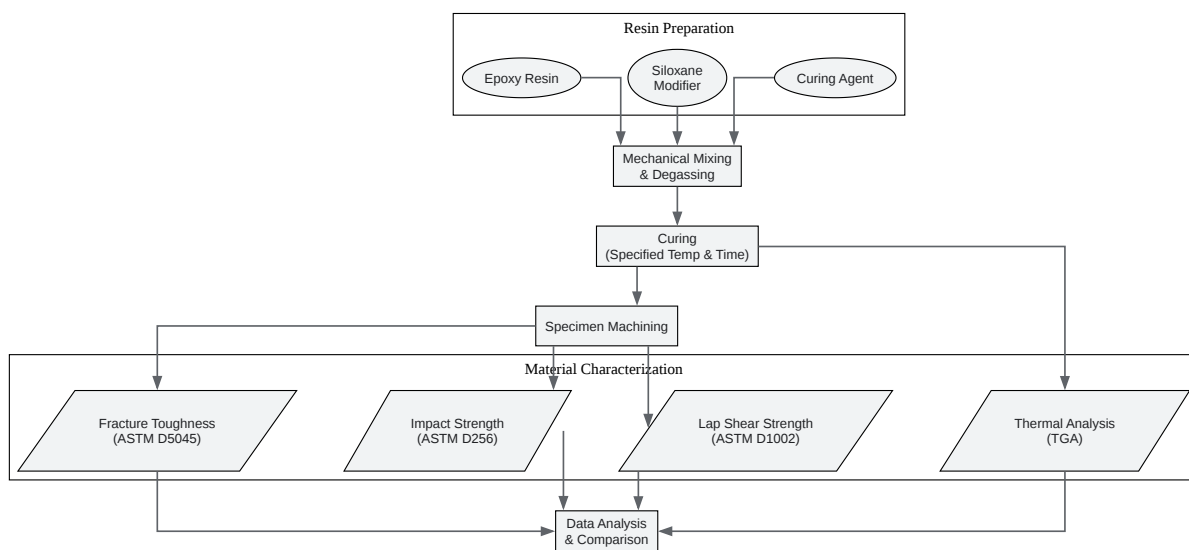 Resin Preparation
Epoxy Resin
Siloxane
Modifier
Curing Agent
Mechanical Mixing
& Degassing
Curing
(Specified Temp & Time)
Specimen Machining
Material Characterization
Fracture Toughness
(ASTM D5045)
Impact Strength
(ASTM D256)
Lap Shear Strength
(ASTM D1002)
Thermal Analysis
(TGA)
Data Analysis
& Comparison